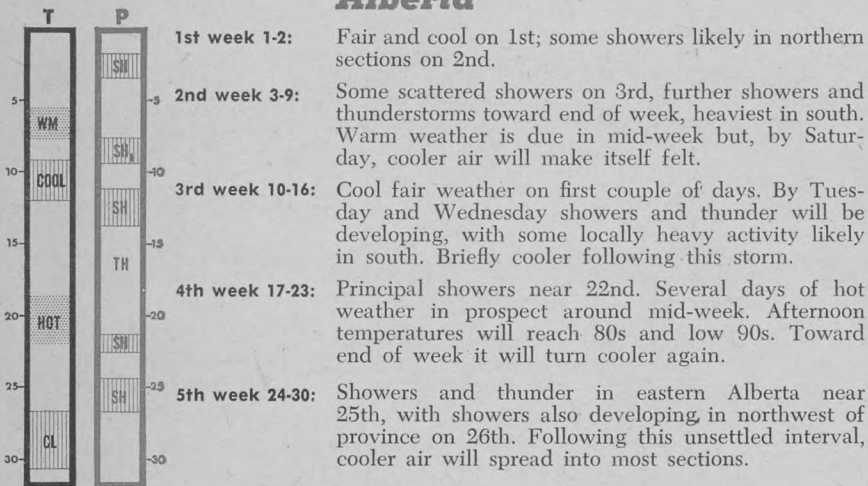 Alberta
T P
1st week 1-2: Fair and cool on 1st; some showers likely in northern
sections on 2nd.
2nd week 3-9: Some scattered showers on 3rd, further showers and
thunderstorms toward end of week, heaviest in south.
Warm weather is due in mid-week but, by Satur-
day, cooler air will make itself felt.
3rd week 10-16: Cool fair weather on first couple of days. By Tues-
day and Wednesday showers and thunder will be
developing, with some locally heavy activity likely
in south. Briefly cooler following this storm.
4th week 17-23: Principal showers near 22nd. Several days of hot
weather in prospect around mid-week. Afternoon
temperatures will reach 80s and low 90s. Toward
end of week it will turn cooler again.
5th week 24-30: Showers and thunder in eastern Alberta near
25th, with showers also developing in northwest of
province on 26th. Following this unsettled interval,
cooler air will spread into most sections.
SH
5- -5
WM
SH
10- -10
COOL
SH
15- -15
TH
20- HOT -20
SH
25- -25
SH
CL
30- -30